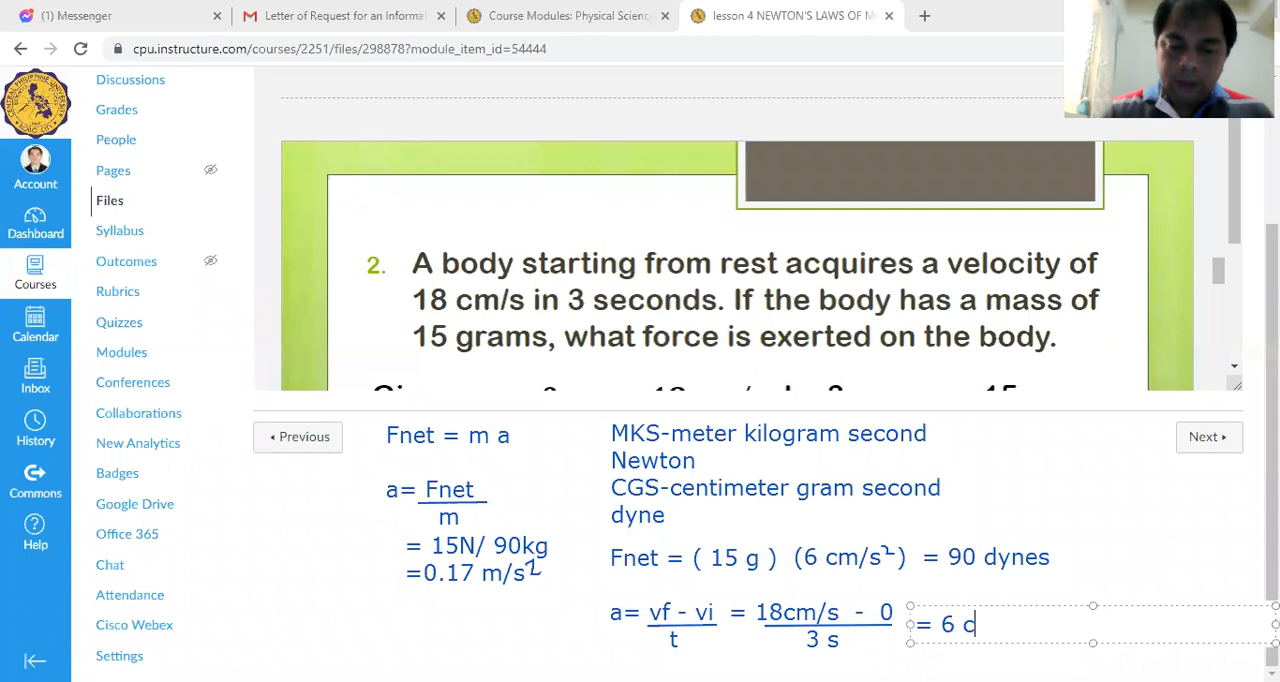 (1) Messenger
Letter of Request for an Informa
Course Modules: Physical Scienc
lesson 4 NEWTON'S LAWS OF M
cpu.instructure.com/courses/2251/files/298878?module_item_id=54444
Account
Dashboard
Courses
Calendar
Inbox
History
Commons
Help
Discussions
Grades
People
Pages
Files
Syllabus
Outcomes
Rubrics
Quizzes
Modules
Conferences
Collaborations
New Analytics
Badges
Google Drive
Office 365
Chat
Attendance
Cisco Webex
Settings
2. A body starting from rest acquires a velocity of
18 cm/s in 3 seconds. If the body has a mass of
15 grams, what force is exerted on the body.
Previous
Next
Fnet = m a
a= Fnet
m
= 15N/ 90kg
=0.17 m/s2
MKS-meter kilogram second
Newton
CGS-centimeter gram second
dyne
Fnet = ( 15 g ) (6 cm/s2) = 90 dynes
a= vf - vi = 18cm/s - 0 = 6 c
t 3 s